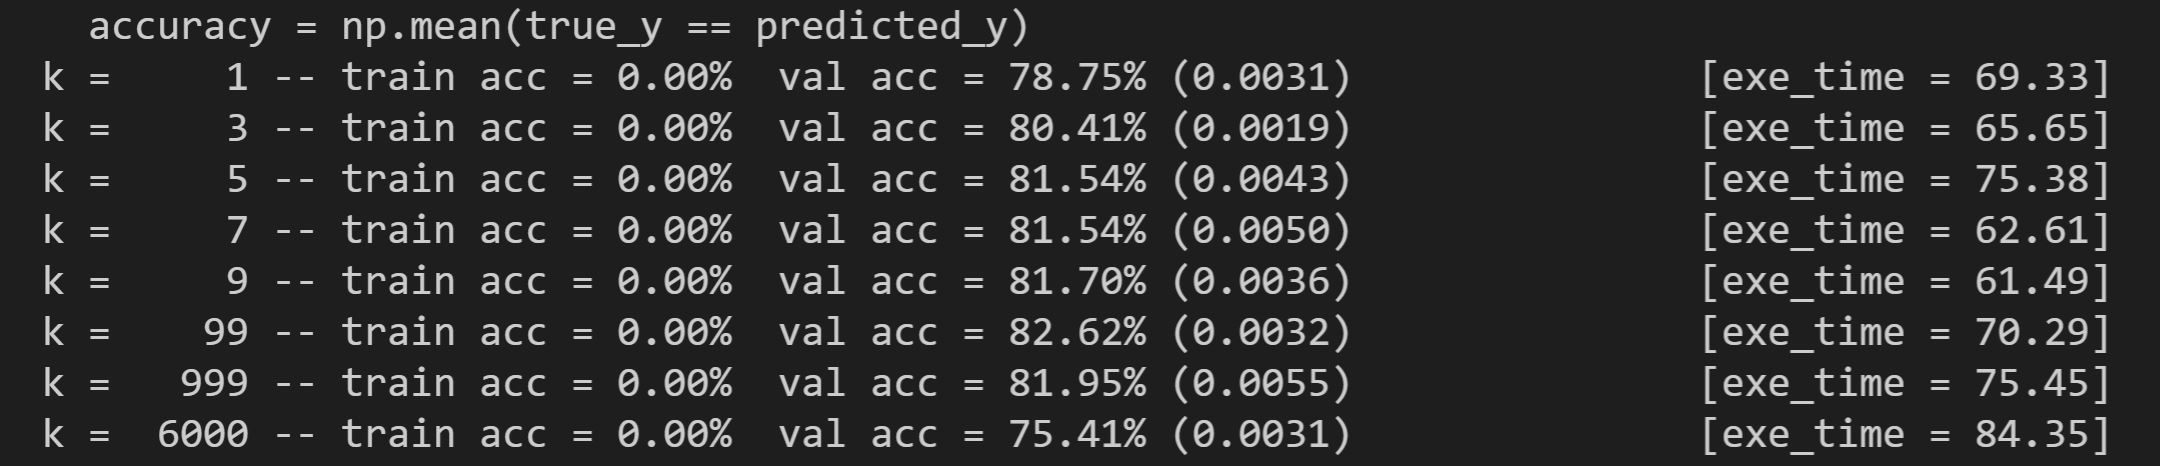 accuracy = np.mean(true_y == predicted_y)
k =     1 -- train acc = 0.00%  val acc = 78.75% (0.0031)               [exe_time = 69.33]
k =     3 -- train acc = 0.00%  val acc = 80.41% (0.0019)               [exe_time = 65.65]
k =     5 -- train acc = 0.00%  val acc = 81.54% (0.0043)               [exe_time = 75.38]
k =     7 -- train acc = 0.00%  val acc = 81.54% (0.0050)               [exe_time = 62.61]
k =     9 -- train acc = 0.00%  val acc = 81.70% (0.0036)               [exe_time = 61.49]
k =    99 -- train acc = 0.00%  val acc = 82.62% (0.0032)               [exe_time = 70.29]
k =   999 -- train acc = 0.00%  val acc = 81.95% (0.0055)               [exe_time = 75.45]
k =  6000 -- train acc = 0.00%  val acc = 75.41% (0.0031)               [exe_time = 84.35]